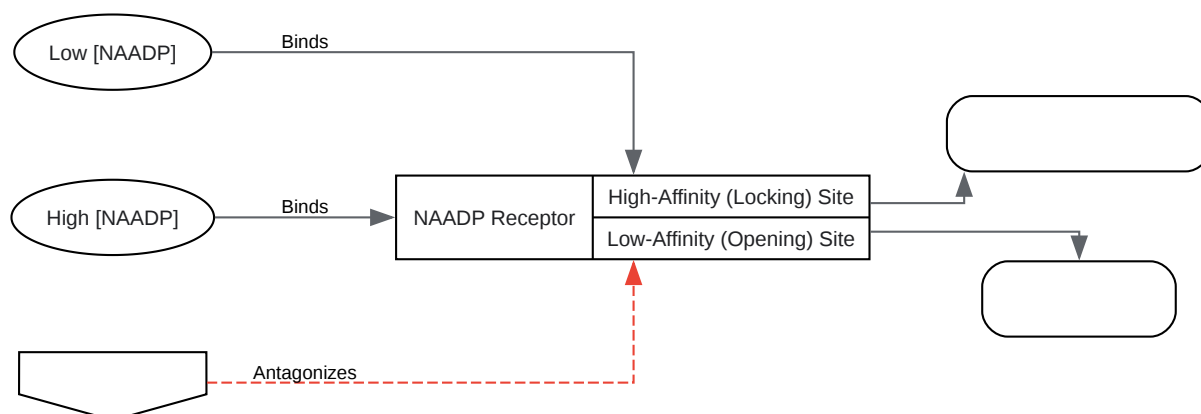 Low [NAADP]
Binds
High [NAADP]
Binds
NAADP Receptor
High-Affinity (Locking) Site
Low-Affinity (Opening) Site
Antagonizes